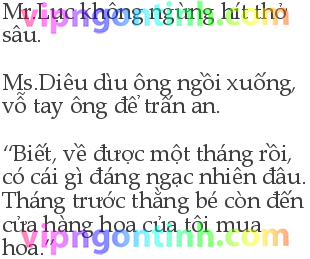 Mr.Lục không ngừng hít thở
sâu.
Ms.Diêu dìu ông ngồi xuống,
vỗ tay ông để trấn an.
“Biết, về được một tháng rồi,
có cái gì đáng ngạc nhiên đâu.
Tháng trước thằng bé còn đến
cửa hàng hoa của tôi mua
hoa.”
vipngontinh.com
vipngontinh.com